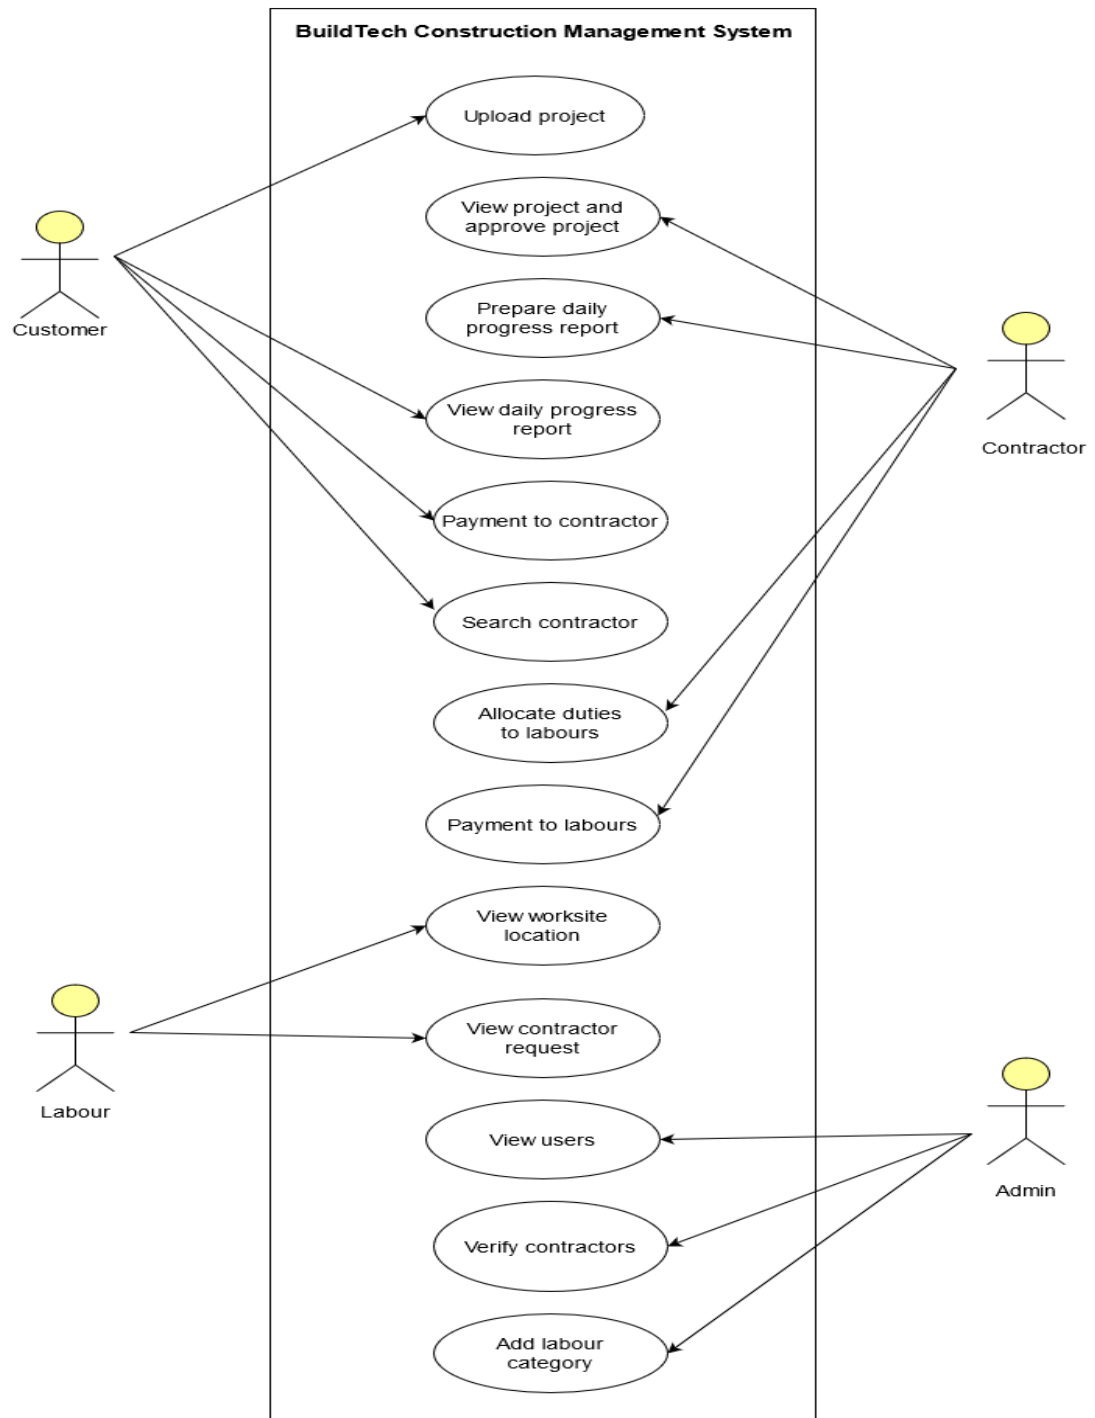 BuildTech Construction Management System
Upload project
View project and
approve project
Customer
Prepare daily
progress report
Contractor
View daily progress
report
Payment to contractor
Search contractor
Allocate duties
to labours
Payment to labours
View worksite
location
Labour
View contractor
request
View users
Admin
Verify contractors
Add labour
category